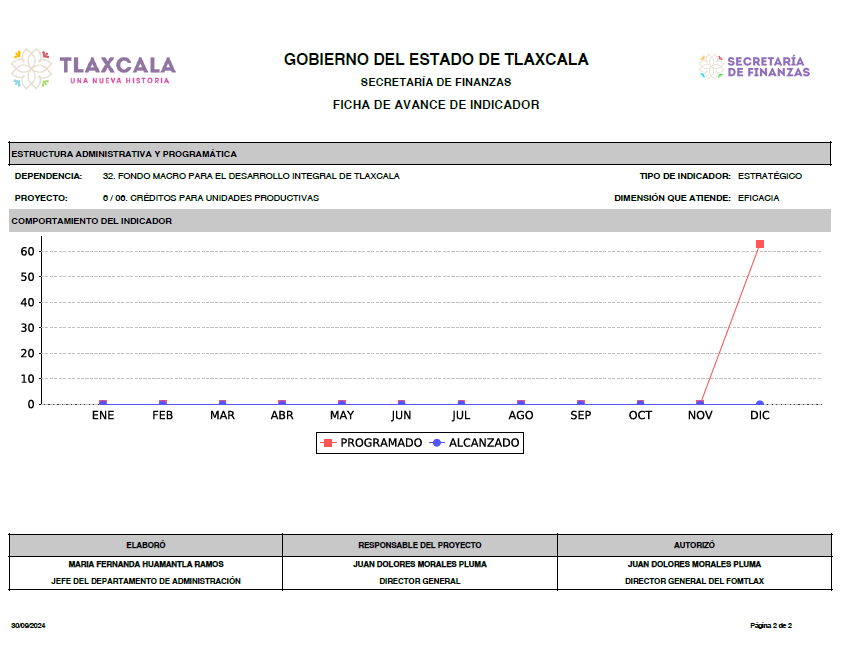 TLAXCALA
UNA NUEVA HISTORIA
GOBIERNO DEL ESTADO DE TLAXCALA
SECRETARÍA DE FINANZAS
FICHA DE AVANCE DE INDICADOR
SECRETARÍA
DE FINANZAS
ESTRUCTURA ADMINISTRATIVA Y PROGRAMÁTICA
DEPENDENCIA: 32. FONDO MACRO PARA EL DESARROLLO INTEGRAL DE TLAXCALA TIPO DE INDICADOR: ESTRATÉGICO
PROYECTO: 6 / 06. CRÉDITOS PARA UNIDADES PRODUCTIVAS DIMENSIÓN QUE ATIENDE: EFICACIA
COMPORTAMIENTO DEL INDICADOR
60
50
40
30
20
10
0
ENE FEB MAR ABR MAY JUN JUL AGO SEP OCT NOV DIC
PROGRAMADO ALCANZADO
ELABORÓ RESPONSABLE DEL PROYECTO AUTORIZÓ
MARIA FERNANDA HUAMANTLA RAMOS JUAN DOLORES MORALES PLUMA JUAN DOLORES MORALES PLUMA
JEFE DEL DEPARTAMENTO DE ADMINISTRACIÓN DIRECTOR GENERAL DIRECTOR GENERAL DEL FOMTLAX
30/09/2024 Página 2 de 2